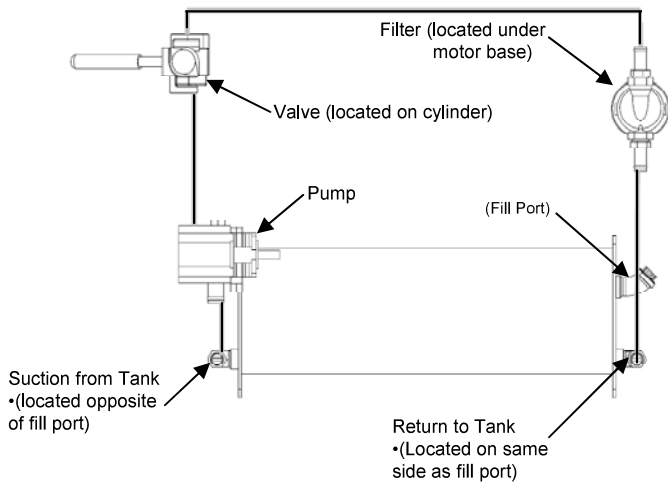 Filter (located under
motor base)
Valve (located on cylinder)
Pump
(Fill Port)
Suction from Tank
•(located opposite
of fill port)
Return to Tank
•(Located on same
side as fill port)